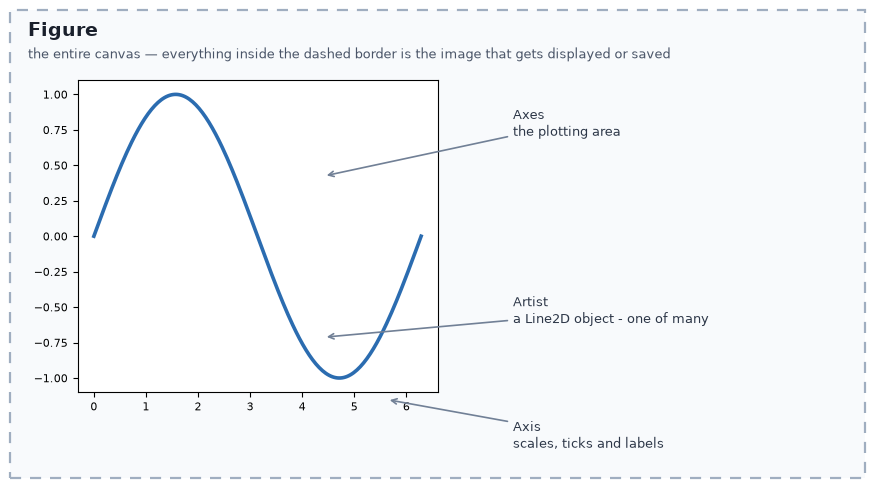 Figure
the entire canvas — everything inside the dashed border is the image that gets displayed or saved
1.00
0.75
0.50
0.25
0.00
−0.25
−0.50
−0.75
−1.00
0 1 2 3 4 5 6
Axes
the plotting area
Artist
a Line2D object - one of many
Axis
scales, ticks and labels